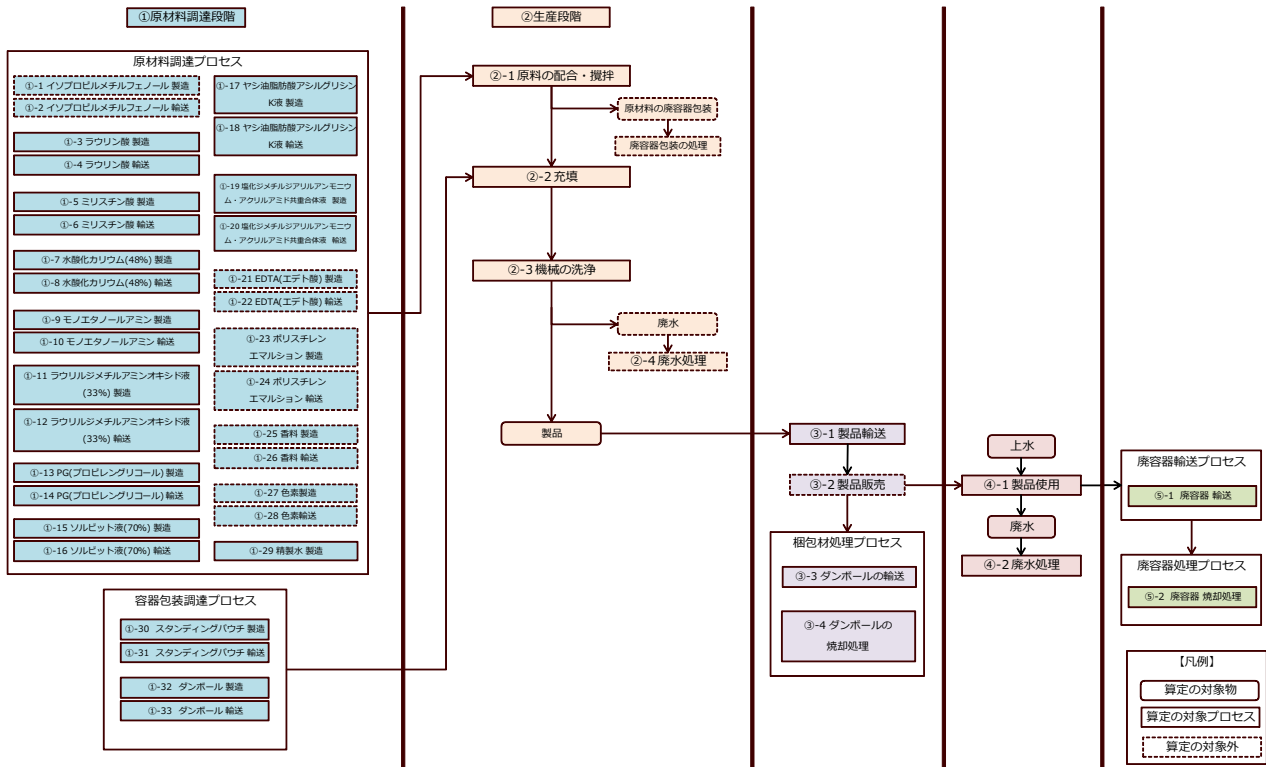 ①原材料調達段階
原材料調達プロセス
①-1 イソプロピルメチルフェノール 製造
①-2 イソプロピルメチルフェノール 輸送
①-3 ラウリン酸 製造
①-4 ラウリン酸 輸送
①-5 ミリスチン酸 製造
①-6 ミリスチン酸 輸送
①-7 水酸化カリウム(48%) 製造
①-8 水酸化カリウム(48%) 輸送
①-9 モノエタノールアミン 製造
①-10 モノエタノールアミン 輸送
①-11 ラウリルジメチルアミンオキシド液
(33%) 製造
①-12 ラウリルジメチルアミンオキシド液
(33%) 輸送
①-13 PG(プロピレングリコール) 製造
①-14 PG(プロピレングリコール) 輸送
①-15 ソルビット液(70%) 製造
①-16 ソルビット液(70%) 輸送
①-17 ヤシ油脂肪酸アシルグリシン
K液 製造
①-18 ヤシ油脂肪酸アシルグリシン
K液 輸送
①-19 塩化ジメチルジアリルアンモニウ
ム・アクリルアミド共重合体液 製造
①-20 塩化ジメチルジアリルアンモニウ
ム・アクリルアミド共重合体液 輸送
①-21 EDTA(エデト酸) 製造
①-22 EDTA(エデト酸) 輸送
①-23 ポリスチレン
エマルション 製造
①-24 ポリスチレン
エマルション 輸送
①-25 香料 製造
①-26 香料 輸送
①-27 色素製造
①-28 色素輸送
①-29 精製水 製造
容器包装調達プロセス
①-30 スタンディングパウチ 製造
①-31 スタンディングパウチ 輸送
①-32 ダンボール 製造
①-33 ダンボール 輸送
②生産段階
②-1 原料の配合・攪拌
原材料の廃容器包装
廃容器包装の処理
②-2 充填
②-3 機械の洗浄
廃水
②-4 廃水処理
製品
③-1 製品輸送
③-2 製品販売
梱包材処理プロセス
③-3 ダンボールの輸送
③-4 ダンボールの
焼却処理
上水
④-1 製品使用
廃水
④-2 廃水処理
廃容器輸送プロセス
⑤-1 廃容器 輸送
廃容器処理プロセス
⑤-2 廃容器 焼却処理
【凡例】
算定の対象物
算定の対象プロセス
算定の対象外